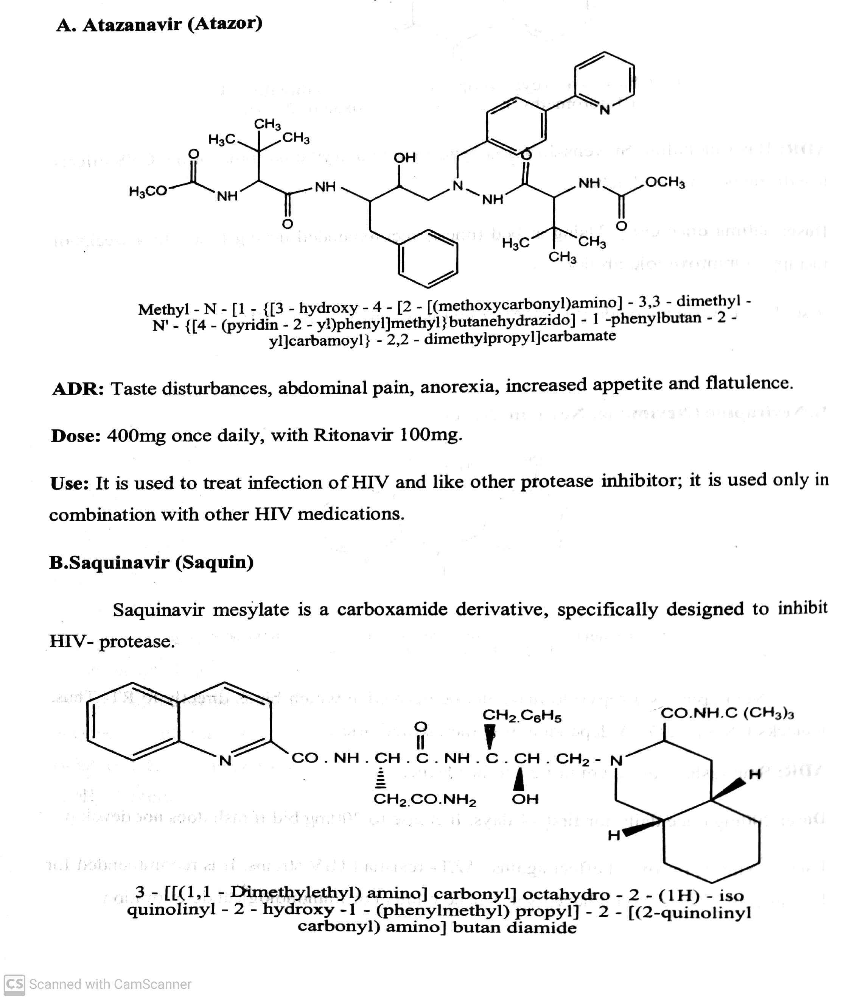 A. Atazanavir (Atazor)
N
CH3
H3C CH3
O OH O
H3CO NH NH N NH NH OCH3
O O
H3C CH3
CH3
Methyl - N - [1 - {[3 - hydroxy - 4 - [2 - [(methoxycarbonyl)amino] - 3,3 - dimethyl -
N' - {[4 - (pyridin - 2 - yl)phenyl]methyl}butanehydrazido] - 1 -phenylbutan - 2 -
yl]carbamoyl} - 2,2 - dimethylpropyl]carbamate
ADR: Taste disturbances, abdominal pain, anorexia, increased appetite and flatulence.
Dose: 400mg once daily, with Ritonavir 100mg.
Use: It is used to treat infection of HIV and like other protease inhibitor; it is used only in
combination with other HIV medications.
B.Saquinavir (Saquin)
Saquinavir mesylate is a carboxamide derivative, specifically designed to inhibit
HIV- protease.
O CH2.C6H5 CO.NH.C (CH3)3
N CO . NH . CH . C . NH . C . CH . CH2 - N
H
CH2.CO.NH2 OH
H
3 - [[(1,1 - Dimethylethyl) amino] carbonyl] octahydro - 2 - (1H) - iso
quinolinyl - 2 - hydroxy -1 - (phenylmethyl) propyl] - 2 - [(2-quinolinyl
carbonyl) amino] butan diamide
CS Scanned with CamScanner